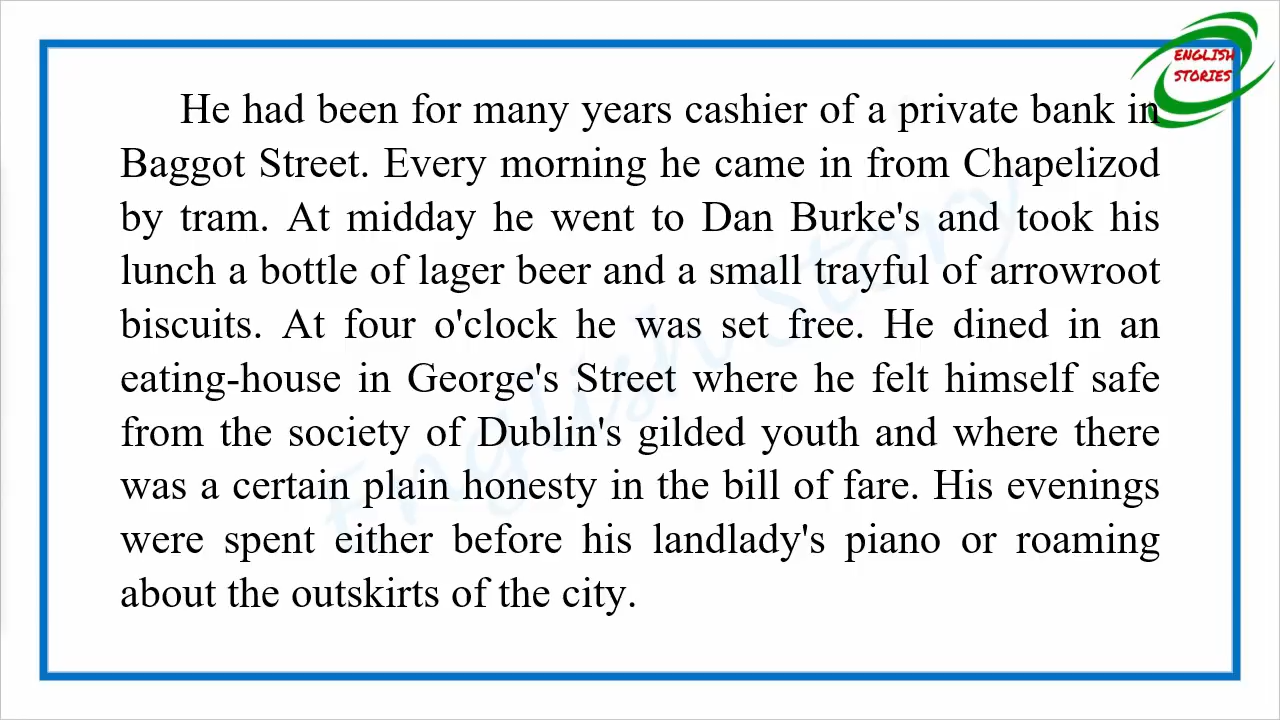 ENGLISH
STORIES
He had been for many years cashier of a private bank in
Baggot Street. Every morning he came in from Chapelizod
by tram. At midday he went to Dan Burke's and took his
lunch a bottle of lager beer and a small trayful of arrowroot
biscuits. At four o'clock he was set free. He dined in an
eating-house in George's Street where he felt himself safe
from the society of Dublin's gilded youth and where there
was a certain plain honesty in the bill of fare. His evenings
were spent either before his landlady's piano or roaming
about the outskirts of the city.
English Story